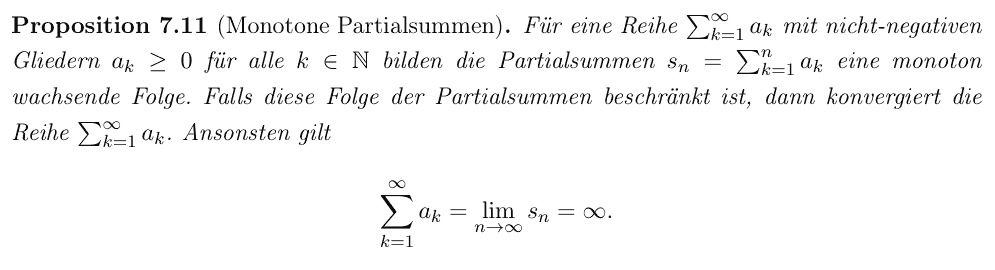 Proposition 7.11 (Monotone Partialsummen). Für eine Reihe ∑_{k=1}^{∞} a_k mit nicht-negativen
Gliedern a_k ≥ 0 für alle k ∈ ℕ bilden die Partialsummen s_n = ∑_{k=1}^{n} a_k eine monoton
wachsende Folge. Falls diese Folge der Partialsummen beschränkt ist, dann konvergiert die
Reihe ∑_{k=1}^{∞} a_k. Ansonsten gilt
∑_{k=1}^{∞} a_k = lim_{n→∞} s_n = ∞.